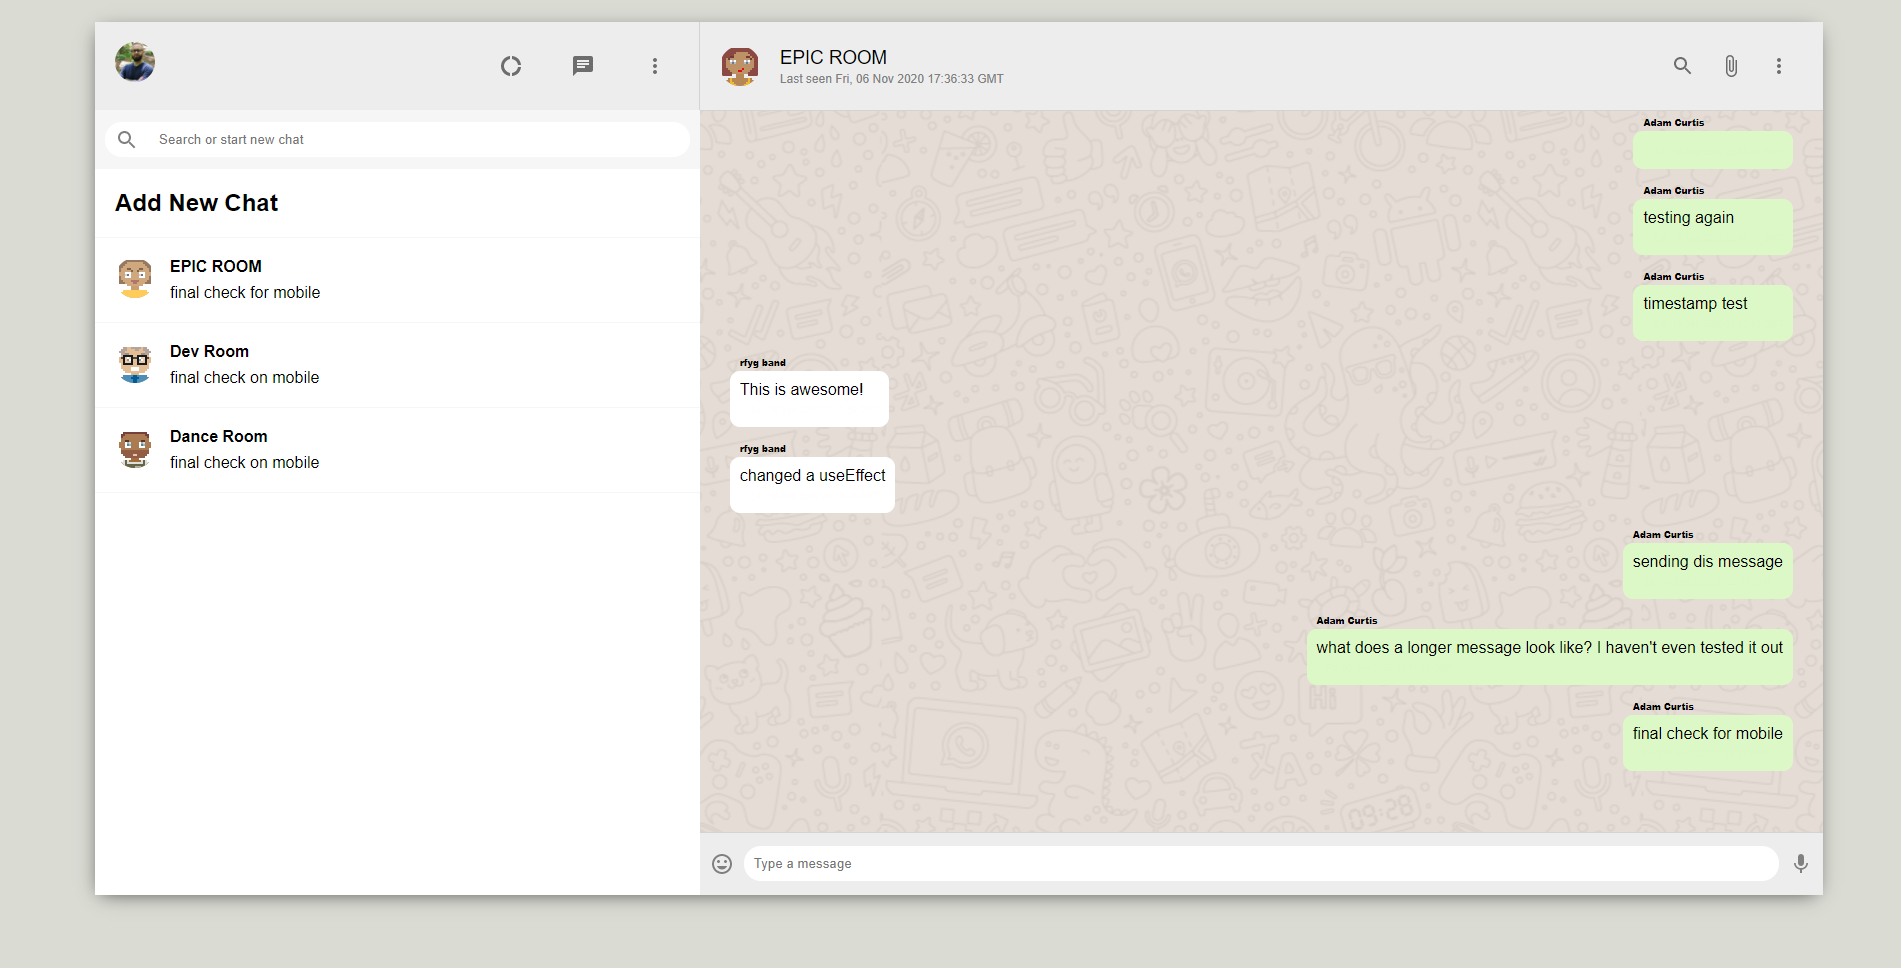 Search or start new chat
Add New Chat
EPIC ROOM
final check for mobile
Dev Room
final check on mobile
Dance Room
final check on mobile
EPIC ROOM
Last seen Fri, 06 Nov 2020 17:36:33 GMT
Adam Curtis
Adam Curtis
testing again
Adam Curtis
timestamp test
rfyg band
This is awesome!
rfyg band
changed a useEffect
Adam Curtis
sending dis message
Adam Curtis
what does a longer message look like? I haven't even tested it out
Adam Curtis
final check for mobile
Hi
09:28
Type a message